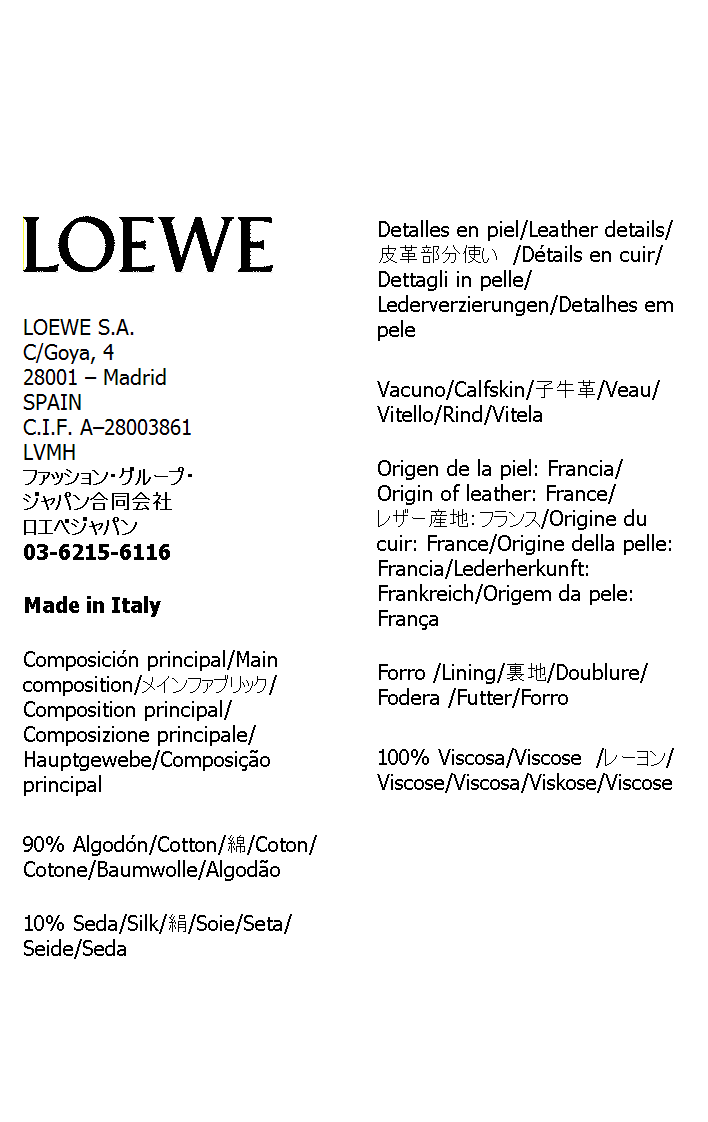 LOEWE
LOEWE S.A.
C/Goya, 4
28001 – Madrid
SPAIN
C.I.F. A–28003861
LVMH
ファッション・グループ・
ジャパン合同会社
ロエベジャパン
03-6215-6116
Made in Italy
Composición principal/Main
composition/メインファブリック/
Composition principal/
Composizione principale/
Hauptgewebe/Composição
principal
90% Algodón/Cotton/綿/Coton/
Cotone/Baumwolle/Algodão
10% Seda/Silk/絹/Soie/Seta/
Seide/Seda
Detalles en piel/Leather details/
皮革部分使い /Détails en cuir/
Dettagli in pelle/
Lederverzierungen/Detalhes em
pele
Vacuno/Calfskin/子牛革/Veau/
Vitello/Rind/Vitela
Origen de la piel: Francia/
Origin of leather: France/
レザー産地：フランス/Origine du
cuir: France/Origine della pelle:
Francia/Lederherkunft:
Frankreich/Origem da pele:
França
Forro /Lining/裏地/Doublure/
Fodera /Futter/Forro
100% Viscosa/Viscose /レーヨン/
Viscose/Viscosa/Viskose/Viscose